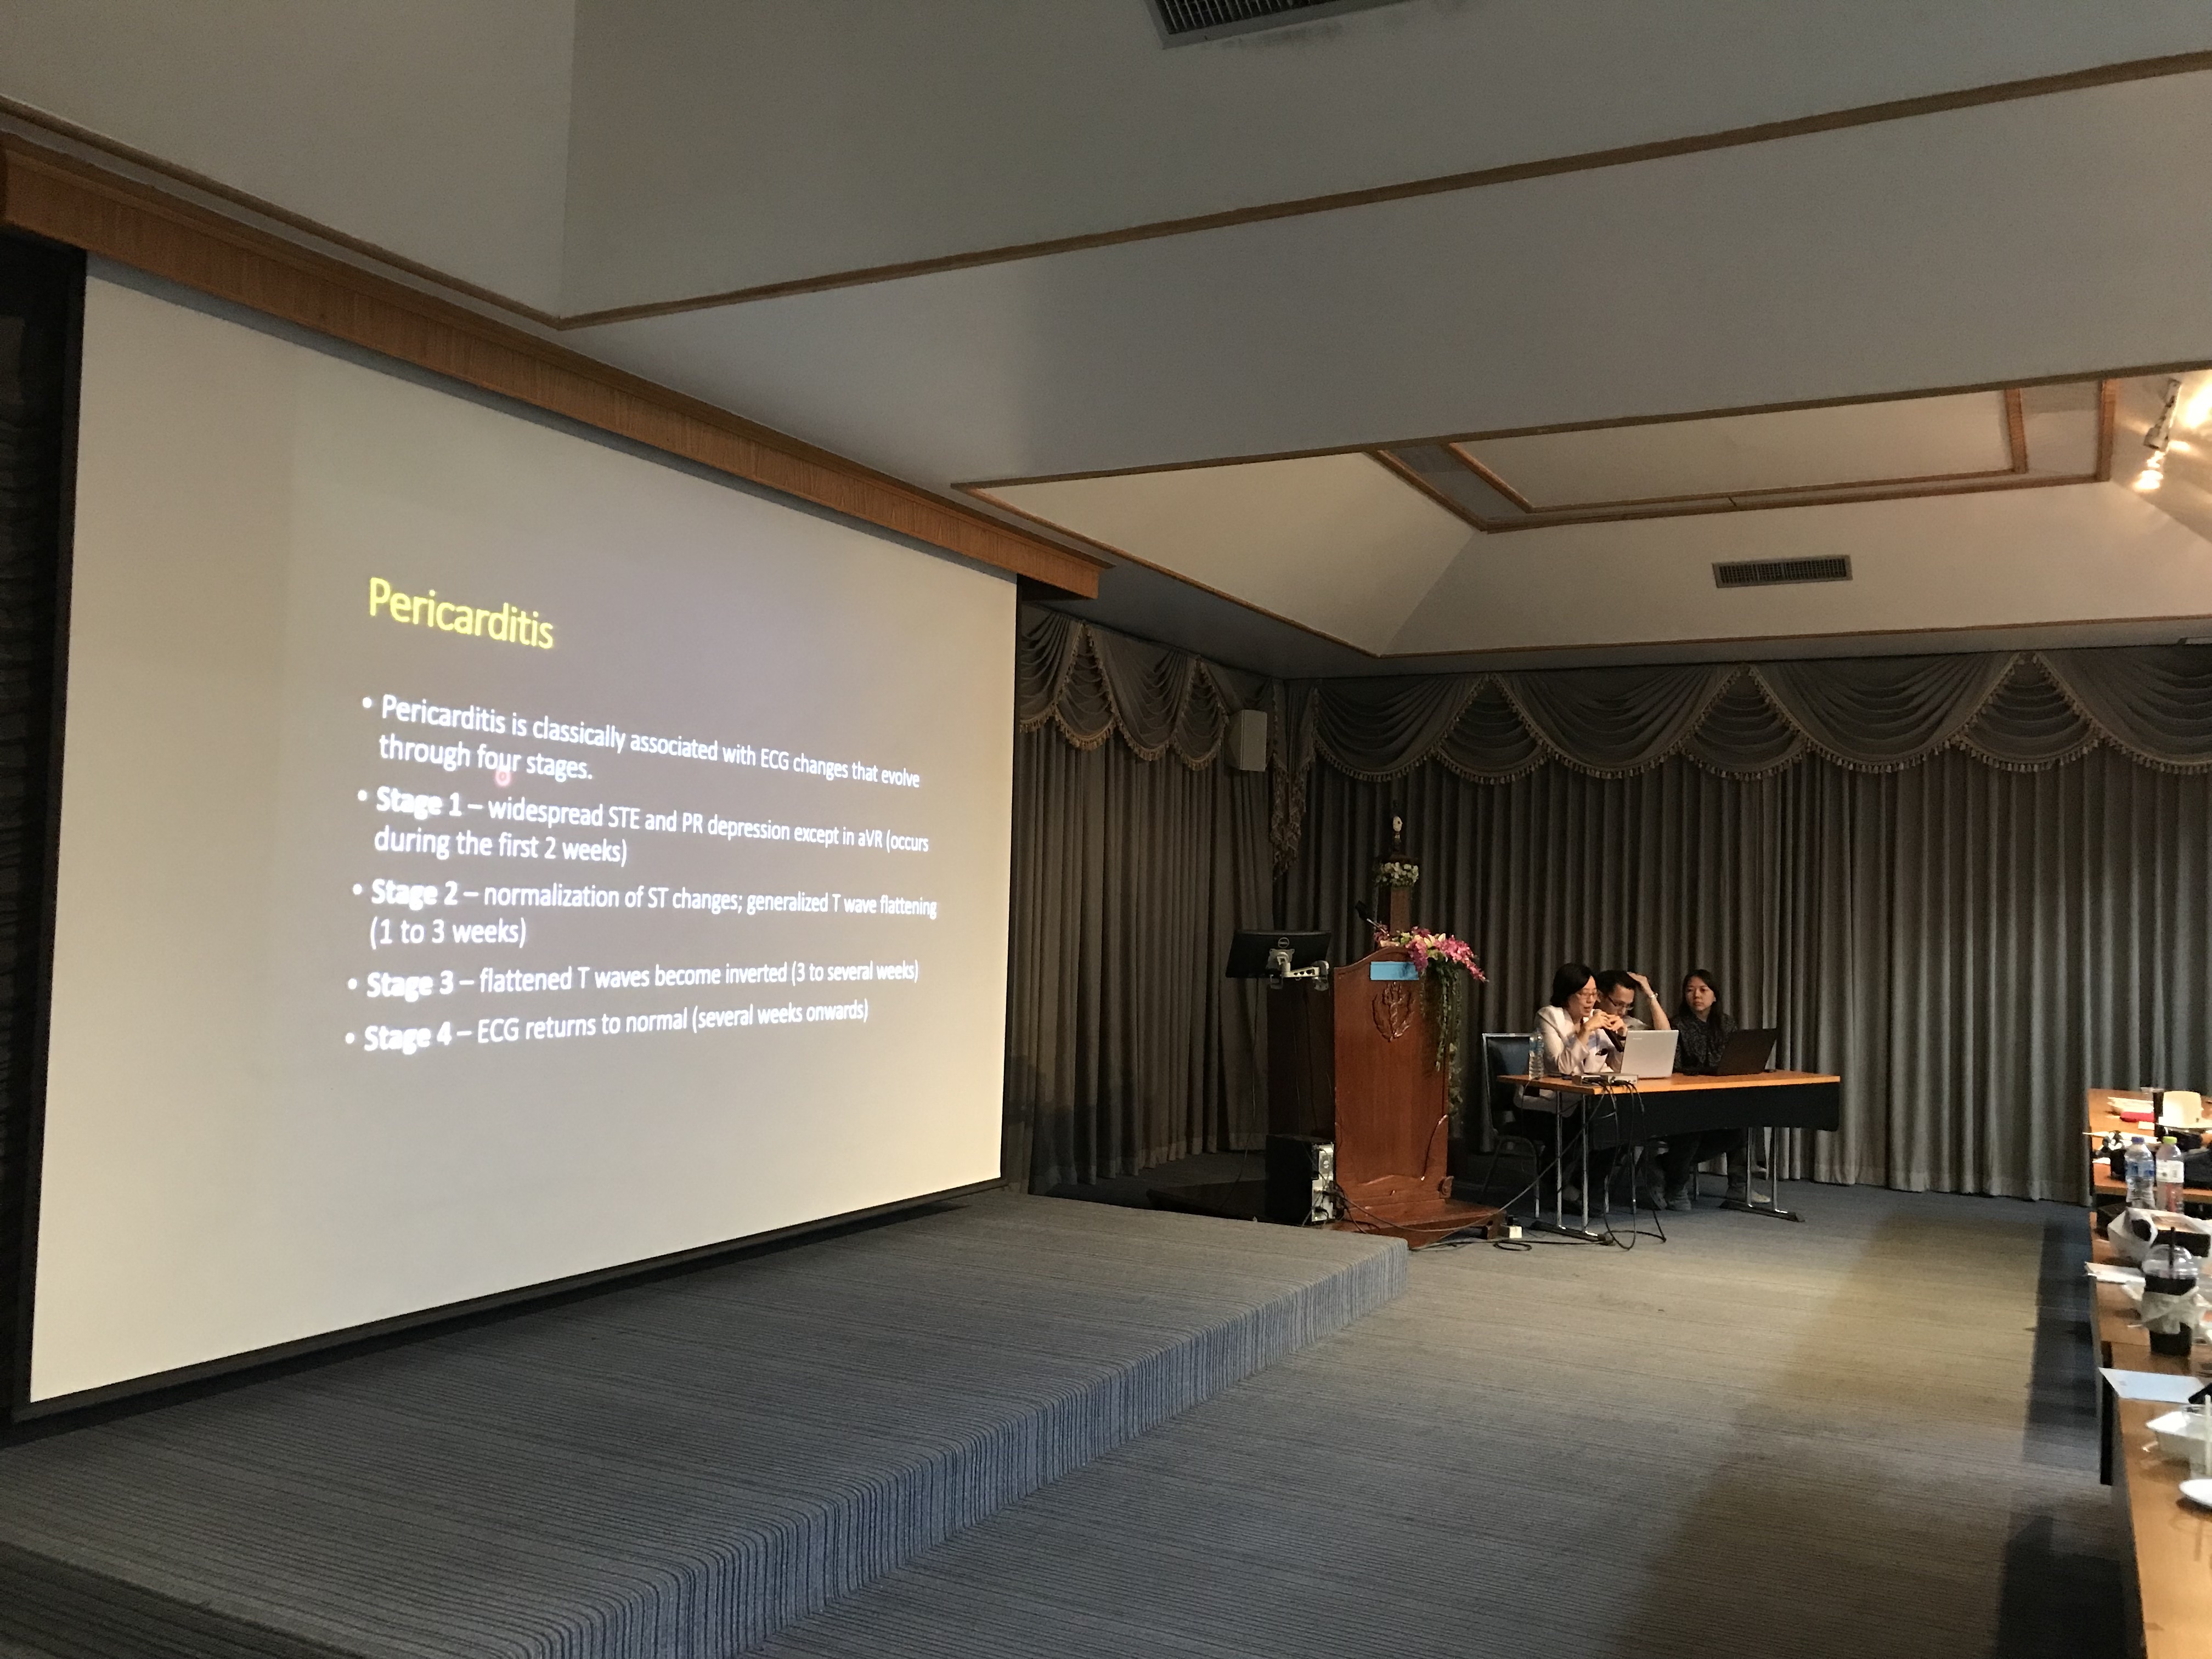 Pericarditis
• Pericarditis is classically associated with ECG changes that evolve
through four stages.
• Stage 1 – widespread STE and PR depression except in aVR (occurs
during the first 2 weeks)
• Stage 2 – normalization of ST changes; generalized T wave flattening
(1 to 3 weeks)
• Stage 3 – flattened T waves become inverted (3 to several weeks)
• Stage 4 – ECG returns to normal (several weeks onwards)
DELL